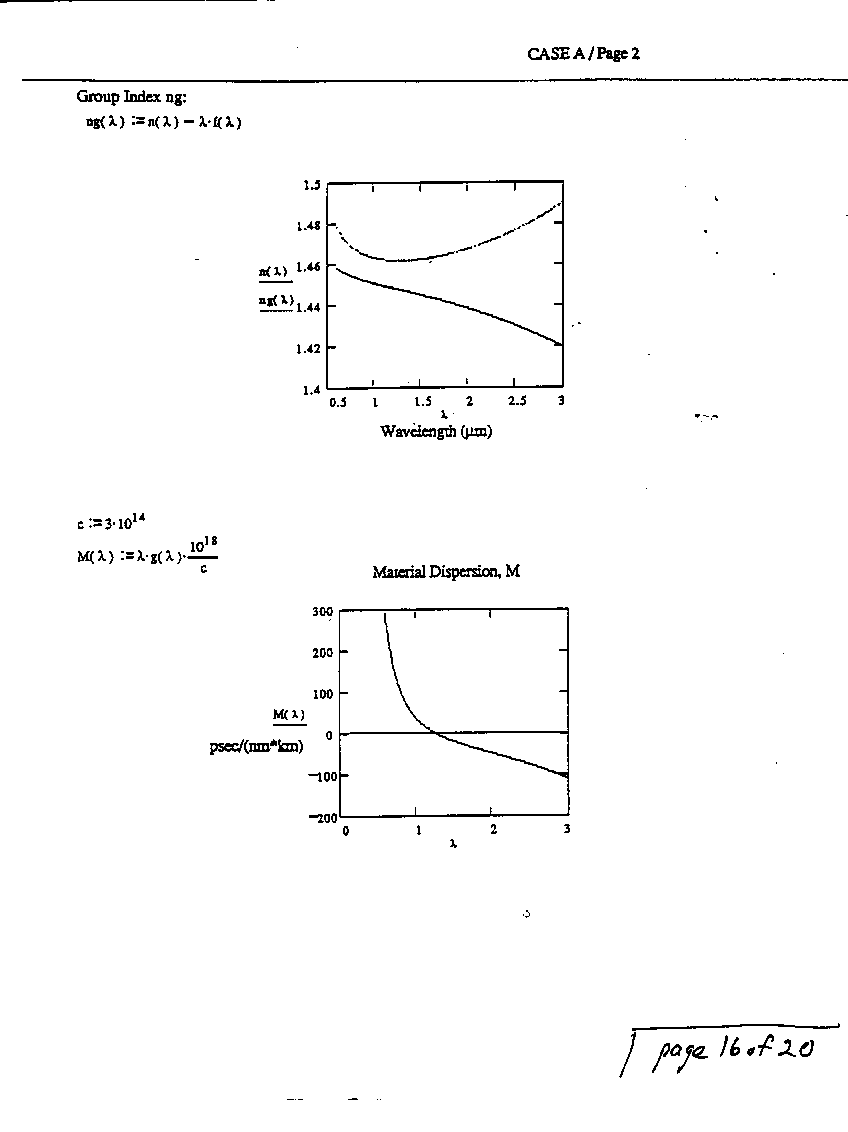 CASE A / Page 2
Group Index ng:
ng(λ) := n(λ) − λ·f(λ)
1.5
1.48
n(λ) 1.46
ng(λ) 1.44
1.42
1.4
0.5 1 1.5 2 2.5 3
λ
Wavelength (μm)
c := 3·10^14
M(λ) := λ·g(λ)·10^18/c
Material Dispersion, M
300
200
100
M(λ)
0
psec/(nm*km)
−100
−200
0 1 2 3
λ
page 16 of 20